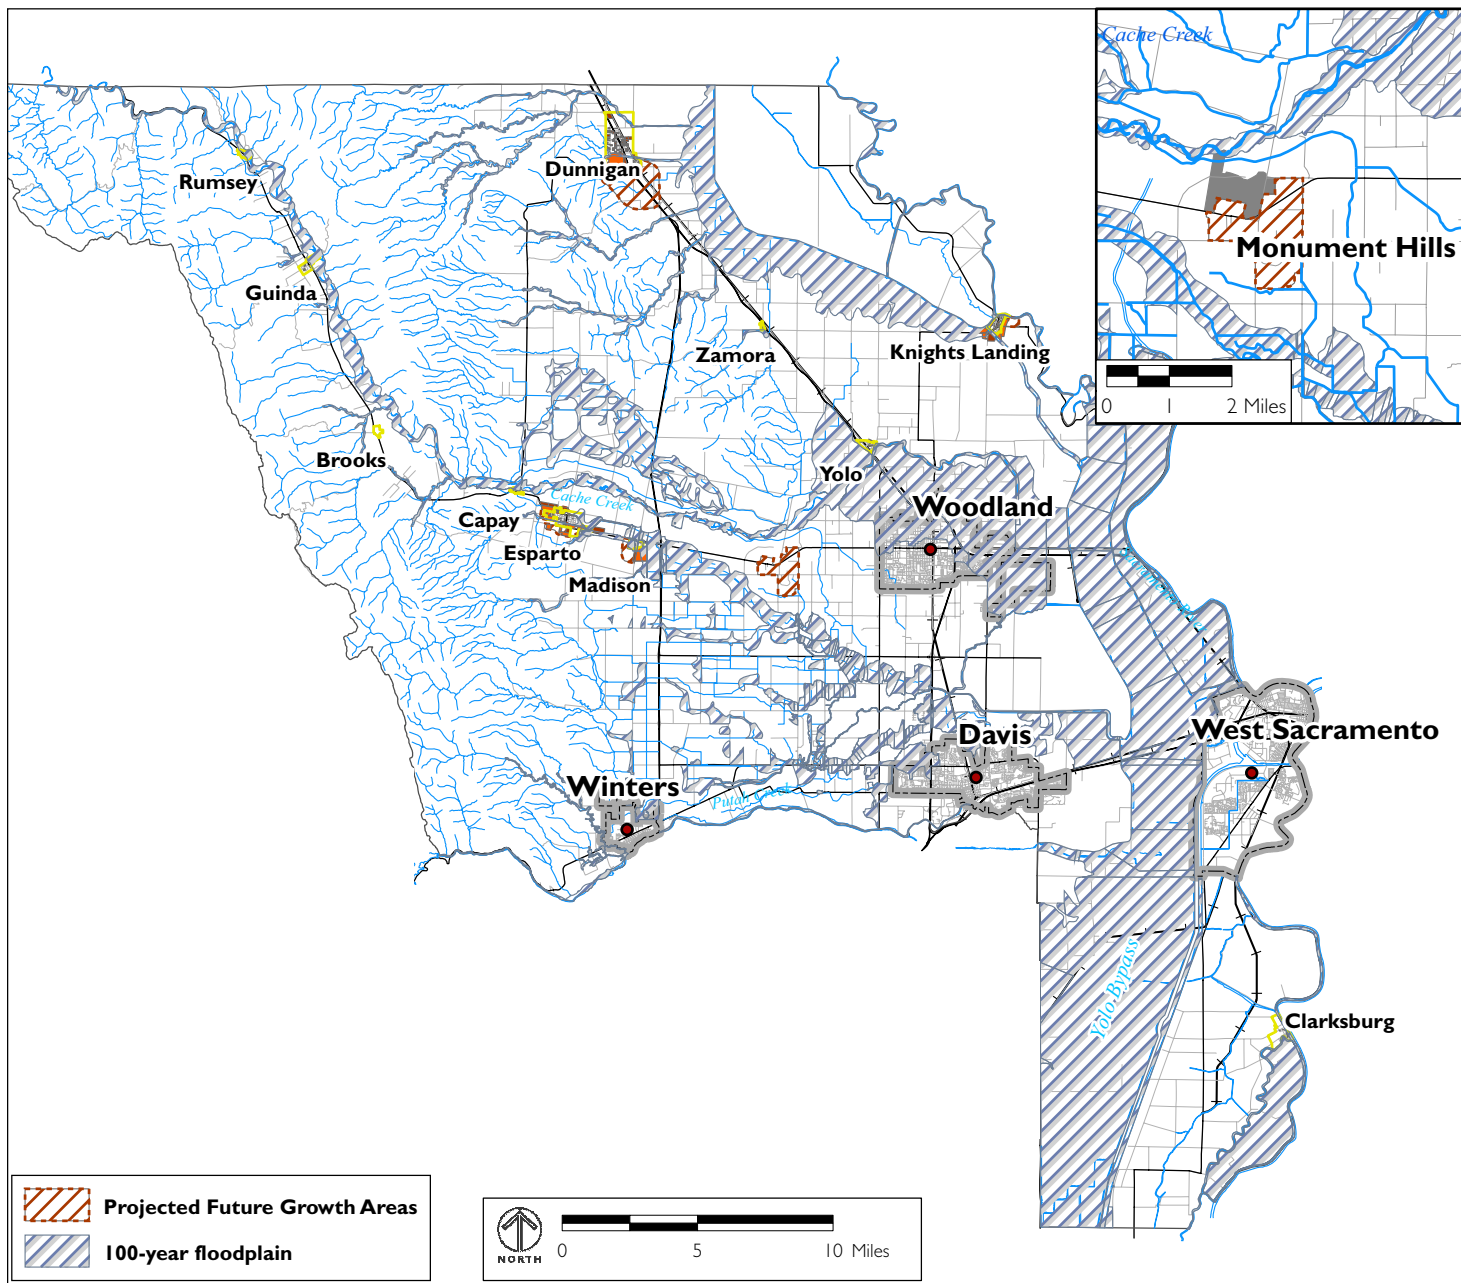 Cache Creek
Monument Hills
0 1 2 Miles
Dunnigan
Rumsey
Guinda
Zamora
Knights Landing
Brooks
Yolo
Capay
Cache Creek
Woodland
Esparto
Madison
Davis
West Sacramento
Winters
Putah Creek
Yolo Bypass
Clarksburg
Projected Future Growth Areas
100-year floodplain
NORTH
0 5 10 Miles